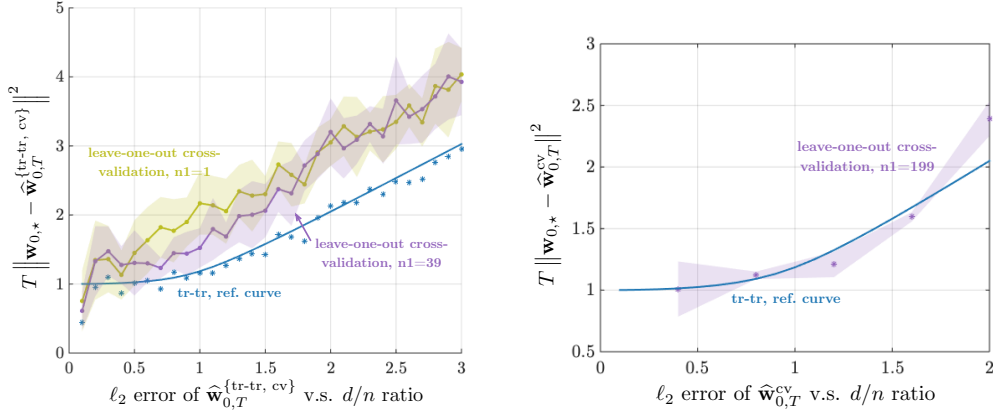 T ||w₀,⋆ − ŵ₀,T^{tr-tr, cv}||²
5
4
3
2
1
0
leave-one-out cross-
validation, n1=1
leave-one-out cross-
validation, n1=39
tr-tr, ref. curve
0 0.5 1 1.5 2 2.5 3
ℓ₂ error of ŵ₀,T^{tr-tr, cv} v.s. d/n ratio
T ||w₀,⋆ − ŵ₀,T^cv||²
3
2.5
2
1.5
1
0.5
leave-one-out cross-
validation, n1=199
tr-tr, ref. curve
0 0.5 1 1.5 2
ℓ₂ error of ŵ₀,T^cv v.s. d/n ratio